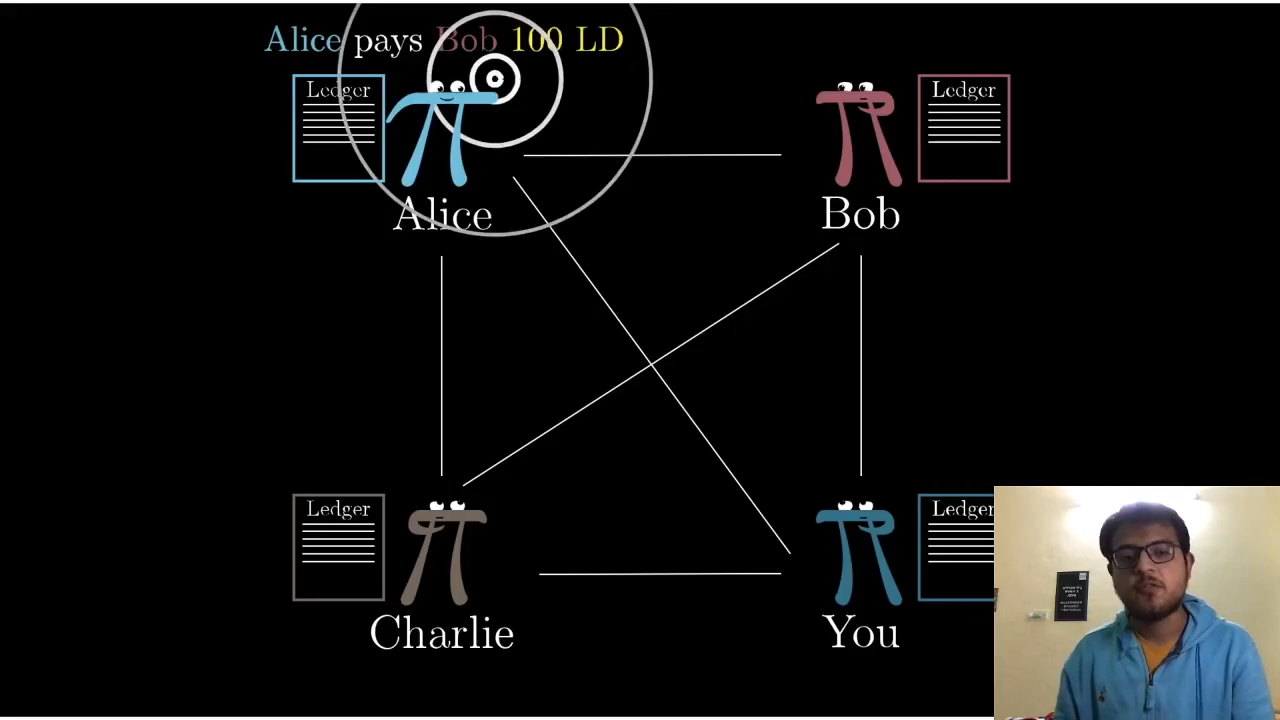 Alice pays Bob 100 LD
Ledger
Ledger
Alice
Bob
Ledger
Ledger
Charlie
You